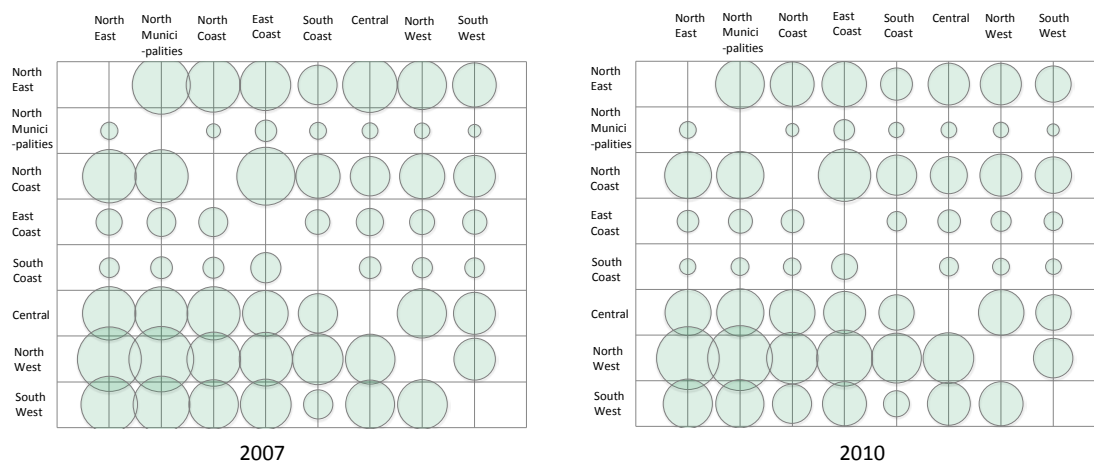 North North North East South Central North South
East Munici Coast Coast Coast West West
-palities
North
East
North
Munici
-palities
North
Coast
East
Coast
South
Coast
Central
North
West
South
West
2007
North North North East South Central North South
East Munici Coast Coast Coast West West
-palities
North
East
North
Munici
-palities
North
Coast
East
Coast
South
Coast
Central
North
West
South
West
2010